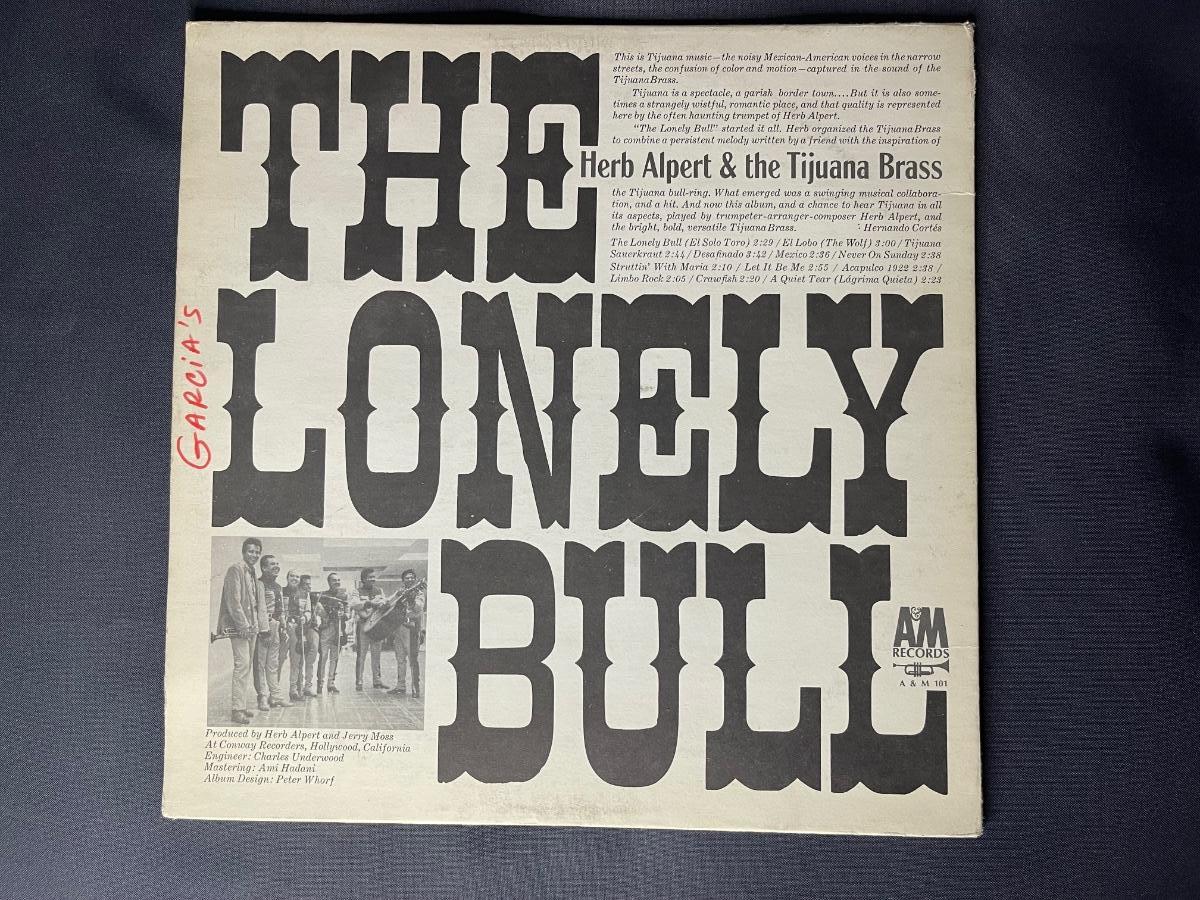 THE
LONELY
BULL
This is Tijuana music—the noisy Mexican-American voices in the narrow
streets, the confusion of color and motion—captured in the sound of the
TijuanaBrass.
Tijuana is a spectacle, a garish border town....But it is also some-
times a strangely wistful, romantic place, and that quality is represented
here by the often haunting trumpet of Herb Alpert.
"The Lonely Bull" started it all. Herb organized the TijuanaBrass
to combine a persistent melody written by a friend with the inspiration of
Herb Alpert & the Tijuana Brass
the Tijuana bull-ring. What emerged was a swinging musical collabora-
tion, and a hit. And now this album, and a chance to hear Tijuana in all
its aspects, played by trumpeter-arranger-composer Herb Alpert, and
the bright, bold, versatile TijuanaBrass. : Hernando Cortés
The Lonely Bull (El Solo Toro) 2:29 / El Lobo (The Wolf) 3:00 / Tijuana
Sauerkraut 2:44 / Desafinado 3:42 / Mexico 2:36 / Never On Sunday 2:38
Struttin' With Maria 2:10 / Let It Be Me 2:55 / Acapulco 1922 2:38 /
Limbo Rock 2:05 / Crawfish 2:20 / A Quiet Tear (Lágrima Quieta) 2:23
GARCIA'S
Produced by Herb Alpert and Jerry Moss
At Conway Recorders, Hollywood, California
Engineer: Charles Underwood
Mastering: Ami Hadani
Album Design: Peter Whorf
A&M
RECORDS
A & M 101